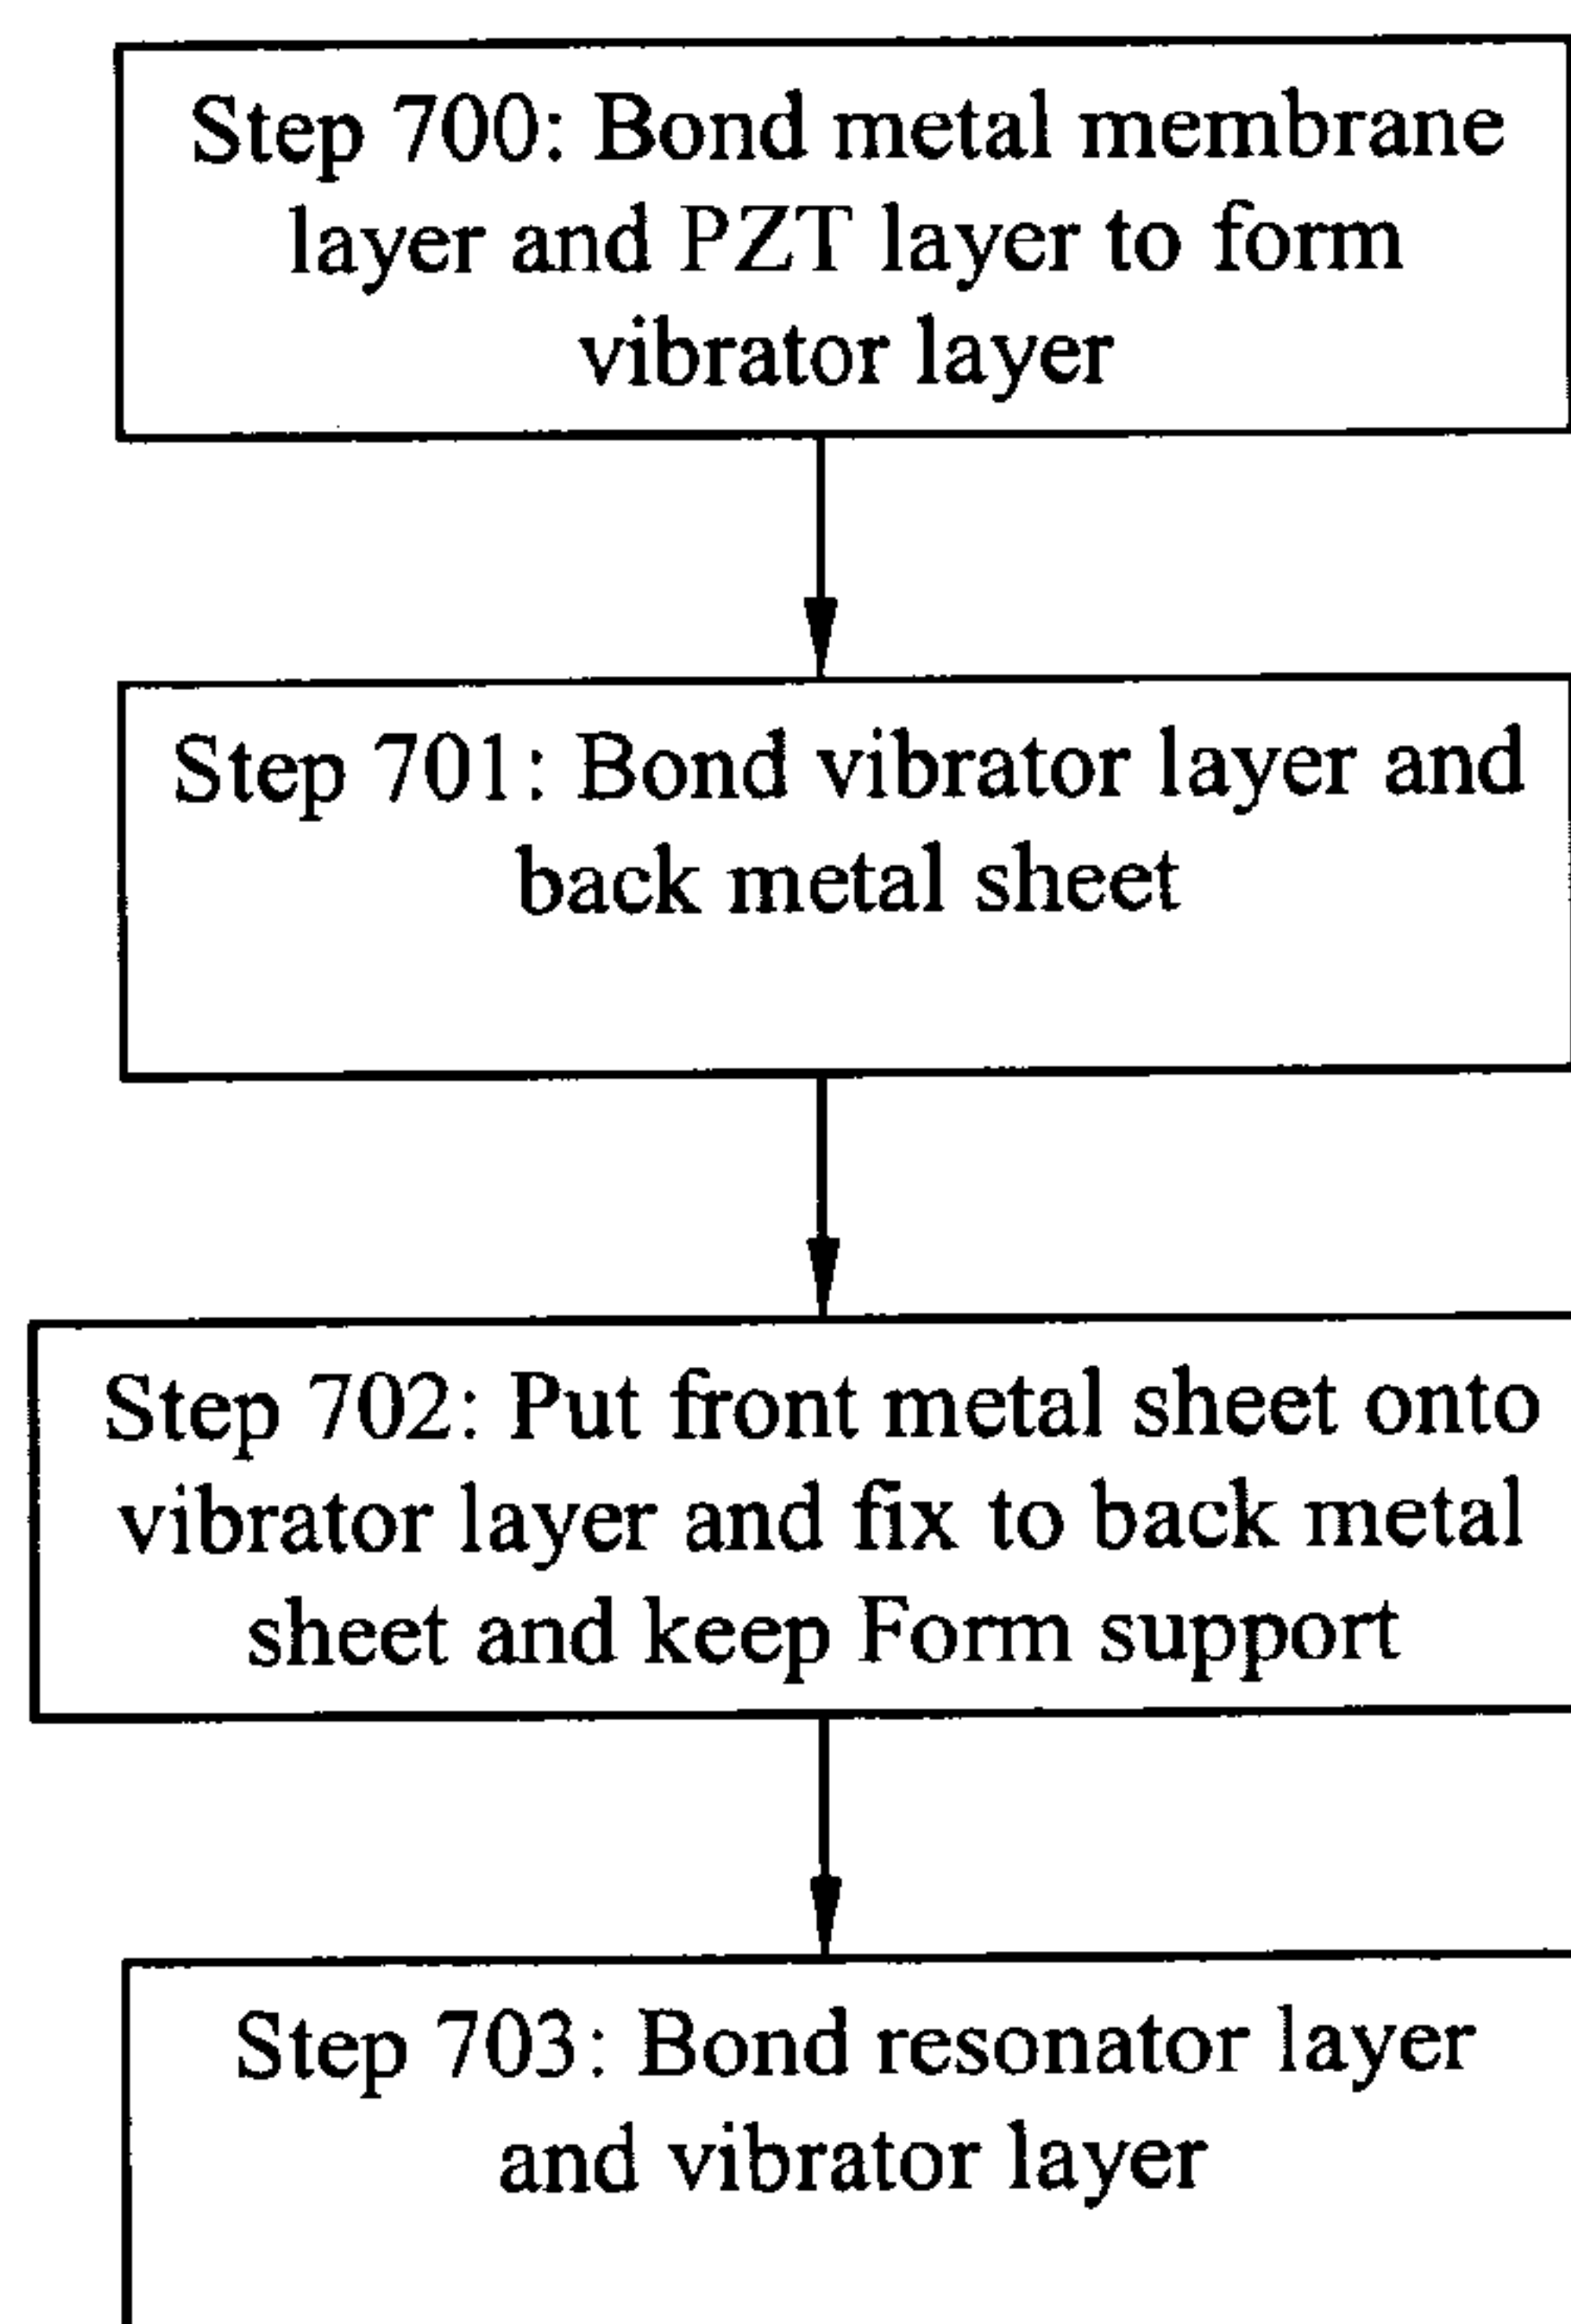 Step 700: Bond metal membrane
layer and PZT layer to form
vibrator layer
Step 701: Bond vibrator layer and
back metal sheet
Step 702: Put front metal sheet onto
vibrator layer and fix to back metal
sheet and keep Form support
Step 703: Bond resonator layer
and vibrator layer